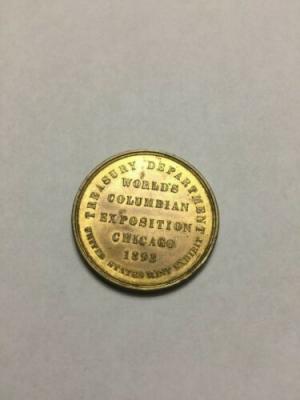 TREASURY DEPARTMENT
WORLD'S
COLUMBIAN
EXPOSITION
CHICAGO
1893
UNITED STATES MINT EXHIBIT